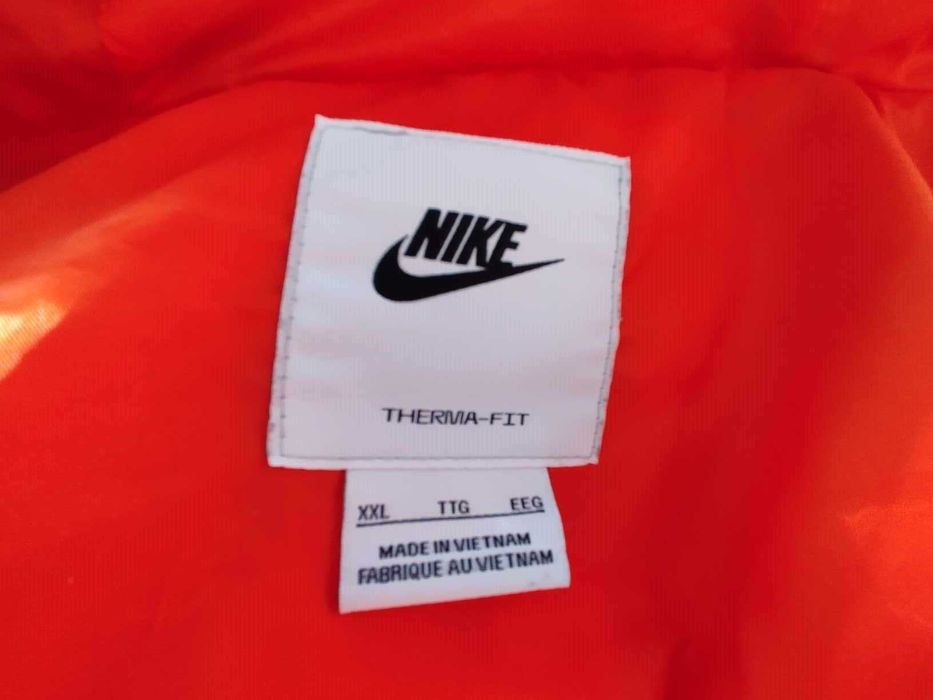 NIKE
THERMA-FIT
XXL TTG EEG
MADE IN VIETNAM
FABRIQUE AU VIETNAM